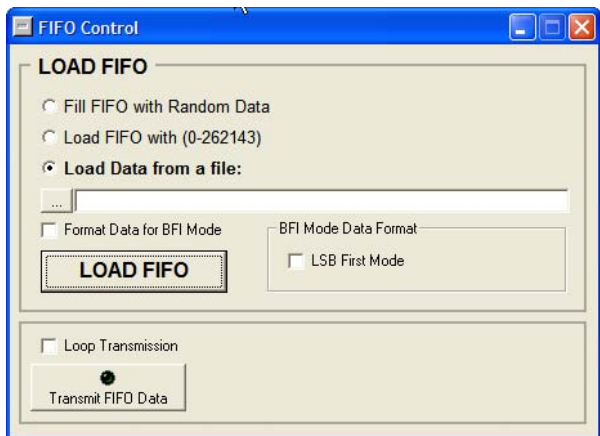 FIFO Control
LOAD FIFO
Fill FIFO with Random Data
Load FIFO with (0-262143)
Load Data from a file:
...
Format Data for BFI Mode
BFI Mode Data Format
LSB First Mode
LOAD FIFO
Loop Transmission
Transmit FIFO Data